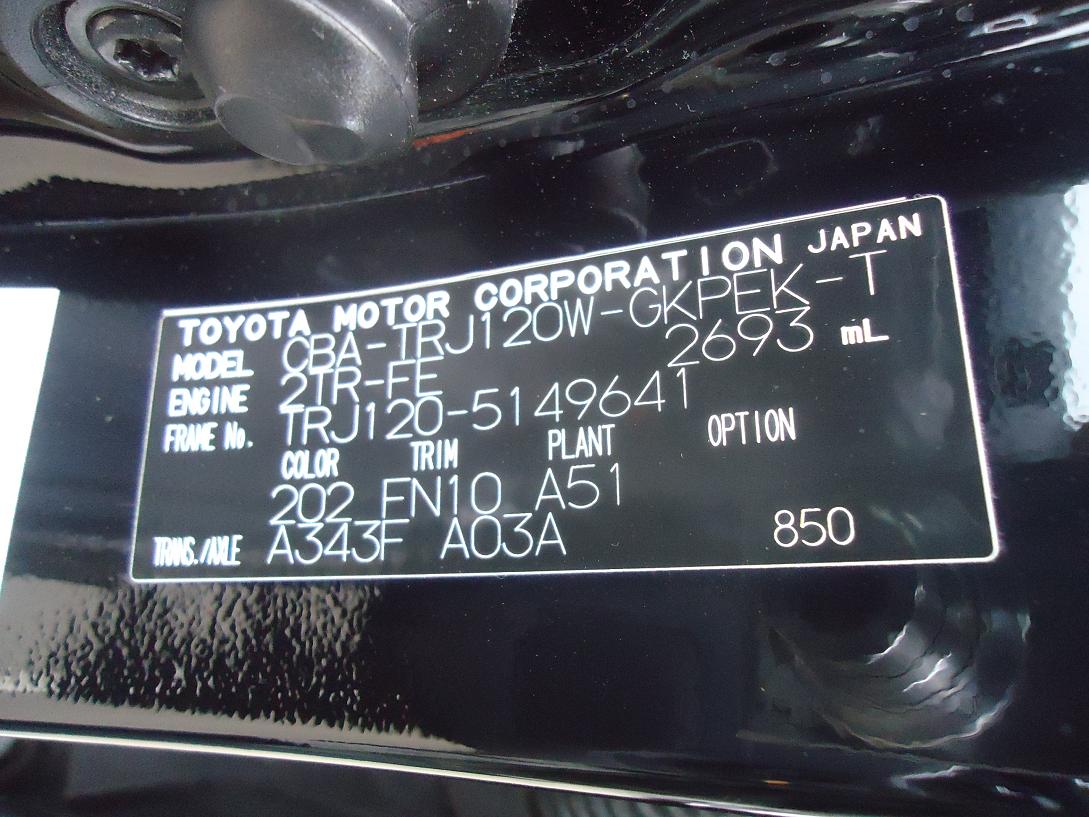 TOYOTA MOTOR CORPORATION JAPAN
MODEL CBA-TRJ120W-GKPEK-T
ENGINE 2TR-FE 2693 mL
FRAME No. TRJ120-5149641
COLOR TRIM PLANT OPTION
202 FN10 A51
TRANS./AXLE A343F A03A 850